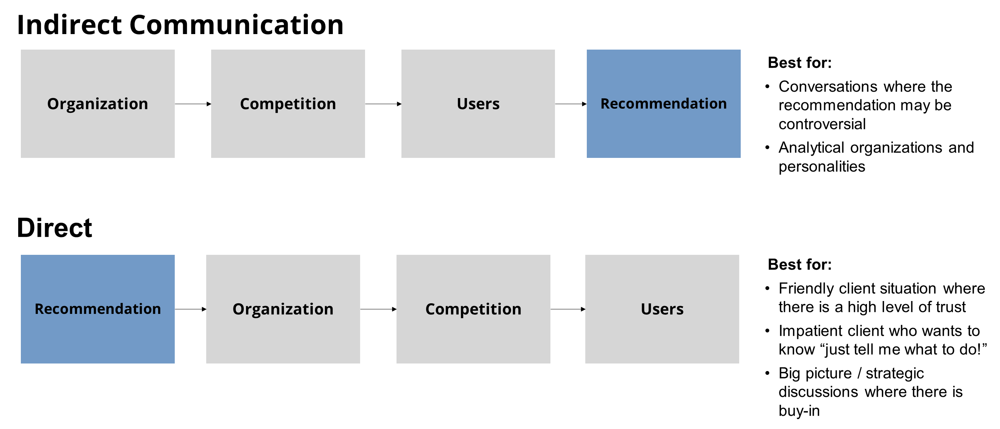 Indirect Communication
Organization
Competition
Users
Recommendation
Best for:
• Conversations where the
recommendation may be
controversial
• Analytical organizations and
personalities
Direct
Recommendation
Organization
Competition
Users
Best for:
• Friendly client situation where
there is a high level of trust
• Impatient client who wants to
know “just tell me what to do!”
• Big picture / strategic
discussions where there is
buy-in